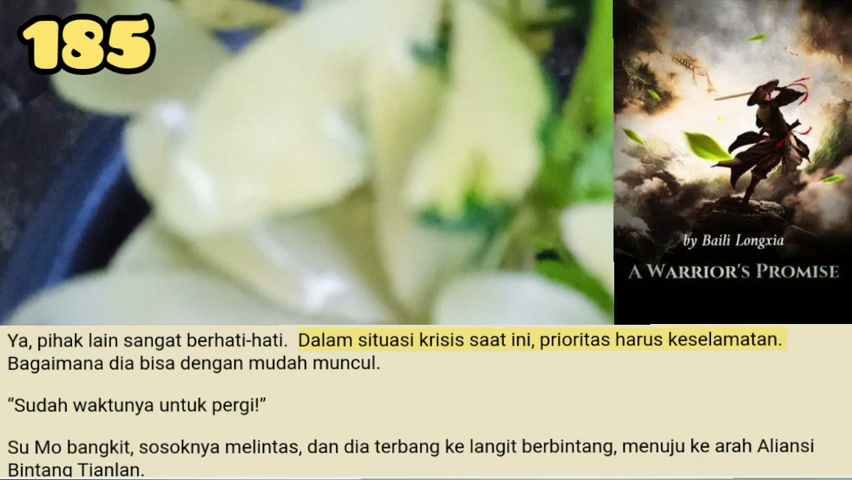 185
by Baili Longxia
A WARRIOR'S PROMISE
Ya, pihak lain sangat berhati-hati. Dalam situasi krisis saat ini, prioritas harus keselamatan.
Bagaimana dia bisa dengan mudah muncul.
“Sudah waktunya untuk pergi!”
Su Mo bangkit, sosoknya melintas, dan dia terbang ke langit berbintang, menuju ke arah Aliansi
Bintang Tianlan.